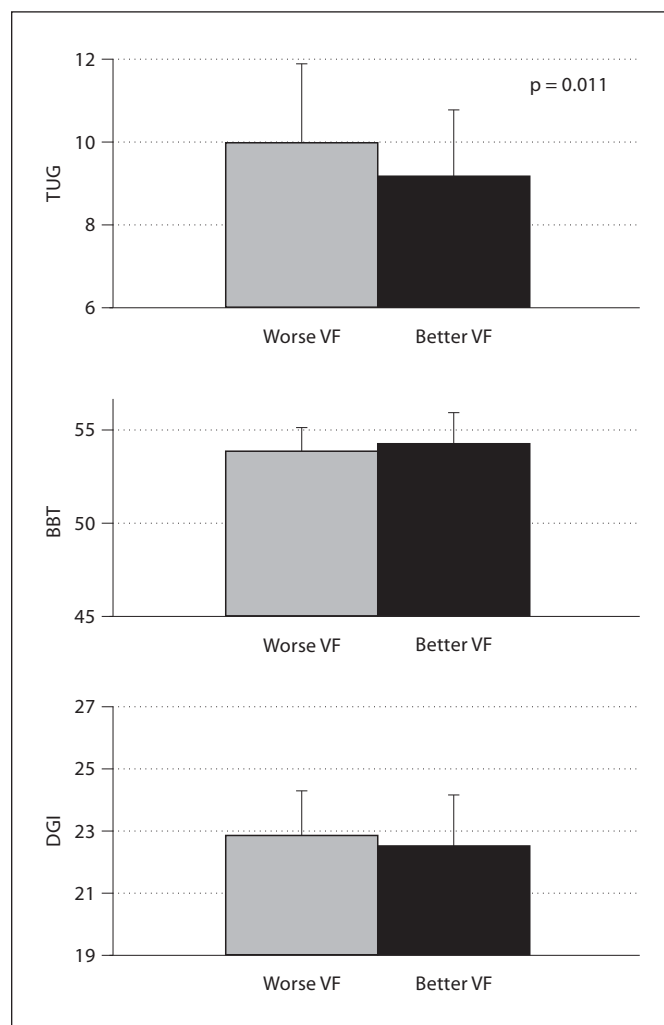 12
p = 0.011
10
TUG
8
6
Worse VF Better VF
55
BBT
50
45
Worse VF Better VF
27
25
23
DGI
21
19
Worse VF Better VF